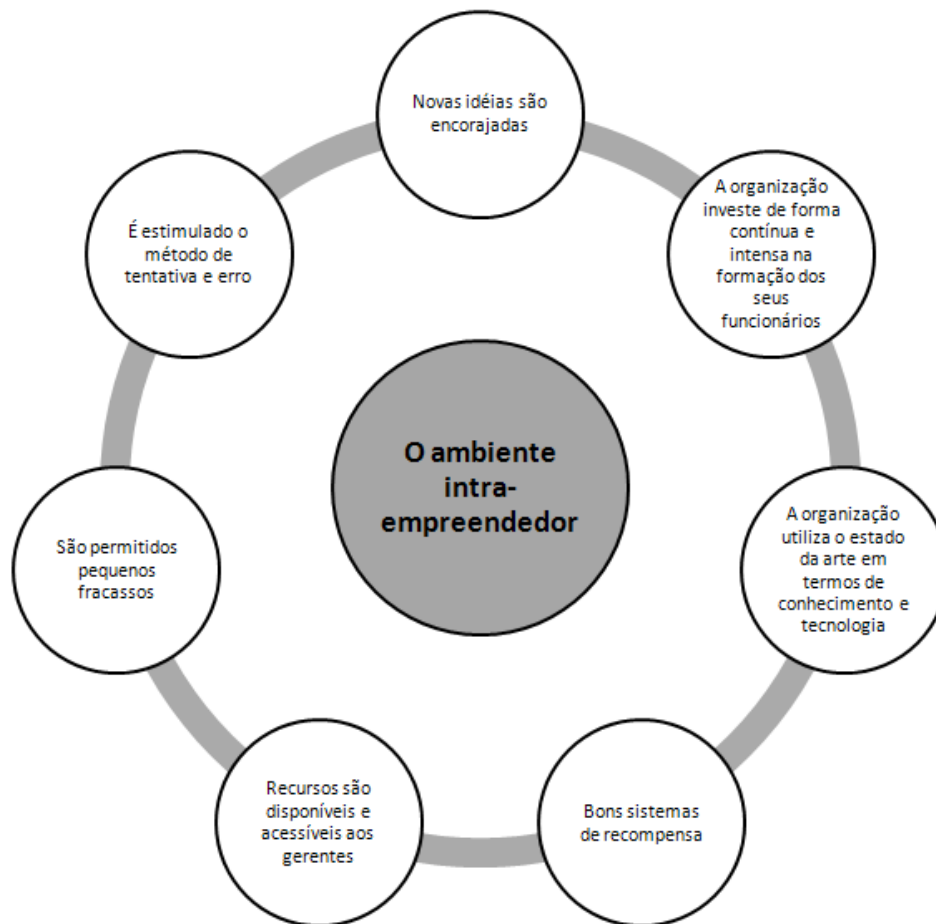 Novas idéias são
encorajadas
A organização
investe de forma
contínua e
intensa na
formação dos
seus
funcionários
A organização
utiliza o estado
da arte em
termos de
conhecimento e
tecnologia
Bons sistemas
de recompensa
Recursos são
disponíveis e
acessíveis aos
gerentes
São permitidos
pequenos
fracassos
É estimulado o
método de
tentativa e erro
O ambiente
intra-
empreendedor